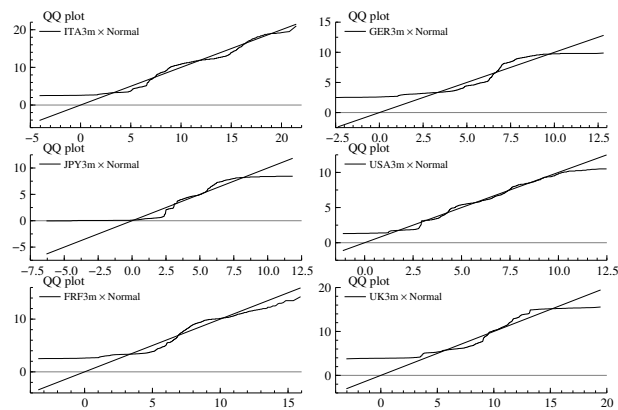 QQ plot
ITA3m × Normal
20
10
0
−5 0 5 10 15 20
QQ plot
GER3m × Normal
15
10
5
0
−2.5 0.0 2.5 5.0 7.5 10.0 12.5
QQ plot
JPY3m × Normal
10
5
0
−5
−7.5 −5.0 −2.5 0.0 2.5 5.0 7.5 10.0 12.5
QQ plot
USA3m × Normal
10
5
0
0.0 2.5 5.0 7.5 10.0 12.5
QQ plot
FRF3m × Normal
10
0
0 5 10 15
QQ plot
UK3m × Normal
20
10
0
0 5 10 15 20